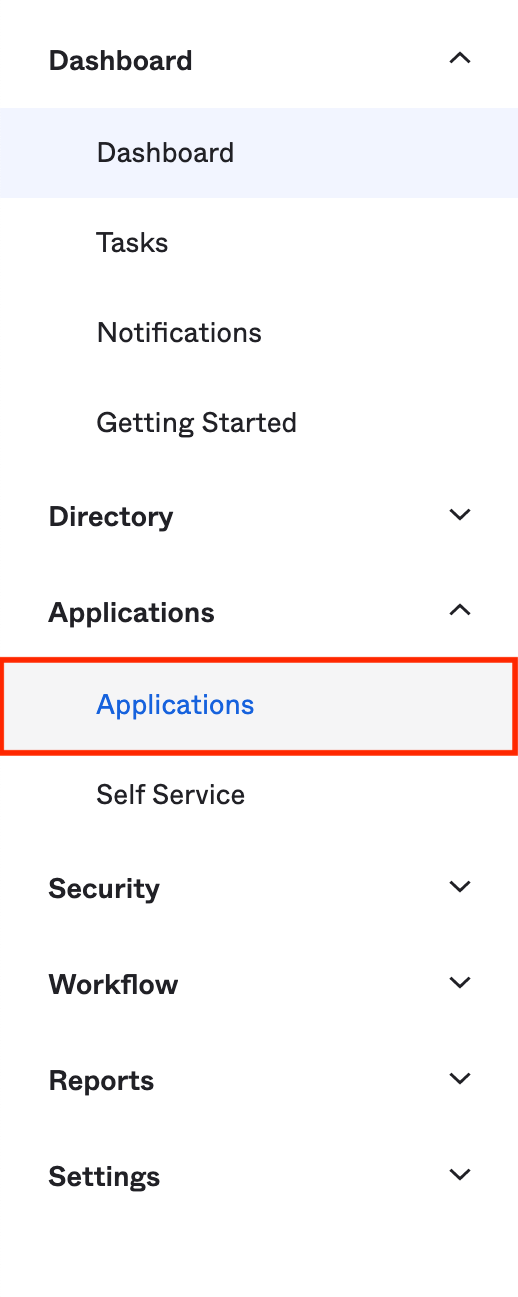 Dashboard
Dashboard
Tasks
Notifications
Getting Started
Directory
Applications
Applications
Self Service
Security
Workflow
Reports
Settings